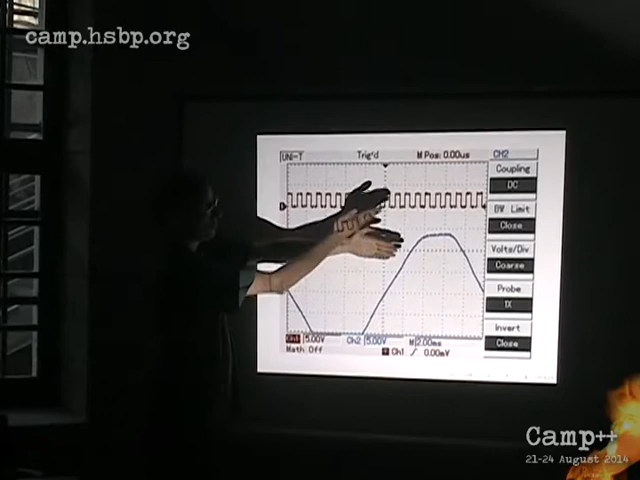 camp.hsbp.org
UNI-T Trig'd M Pos: 0.00us CH2
Coupling
DC
BW Limit
Close
Volts/Div
Coarse
Probe
1X
Invert
Close
CH1 5.00V Ch2 5.00V M 2.00ms
Math Off Ch1 0.00mV
Camp++
21-24 August 2014